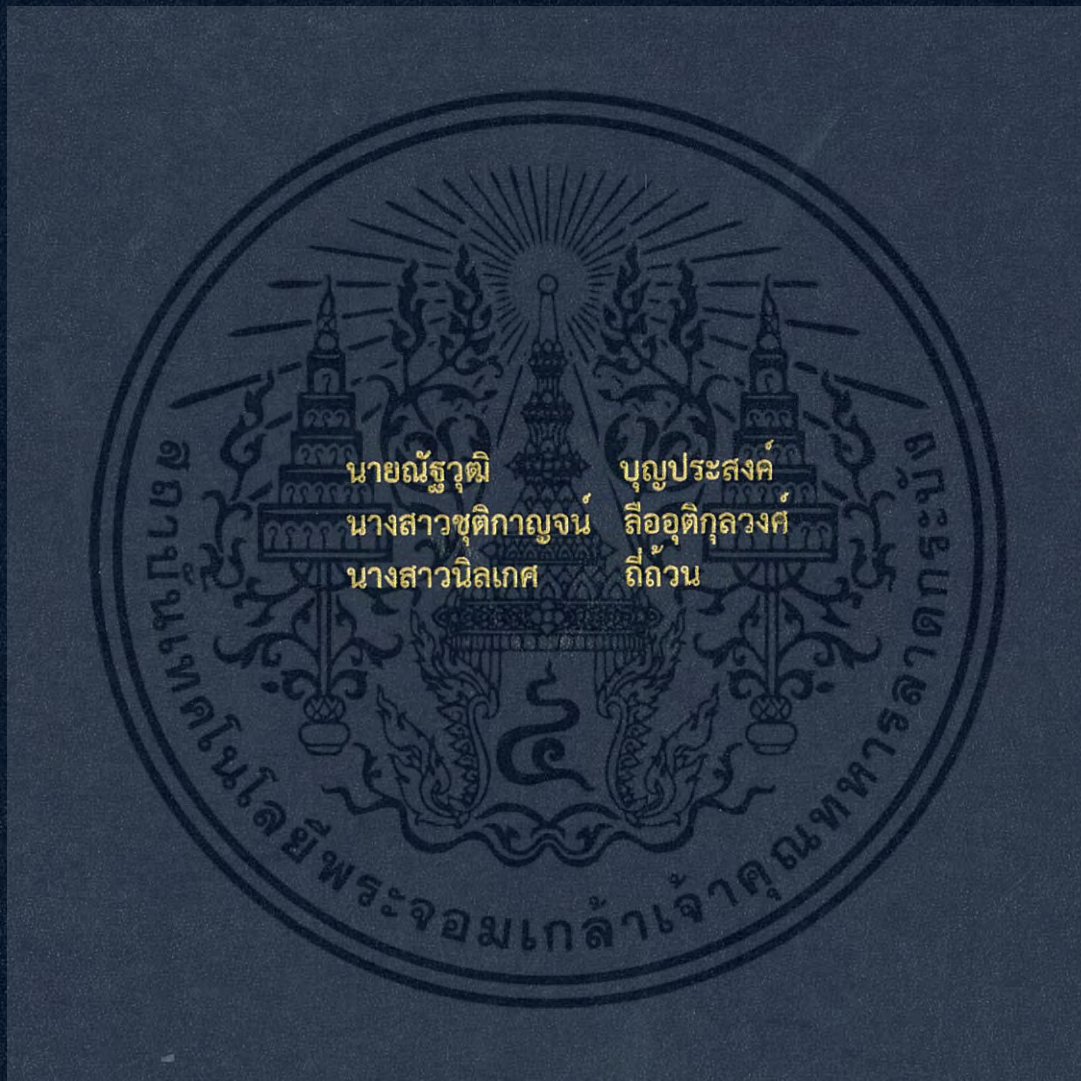 นายณัฐวุฒิ บุญประสงค์
นางสาวชุติกาญจน์ ลืออุติกุลวงศ์
นางสาวนิลเกศ ถี่ถ้วน
สถาบันเทคโนโลยีพระจอมเกล้าเจ้าคุณทหารลาดกระบัง
๔